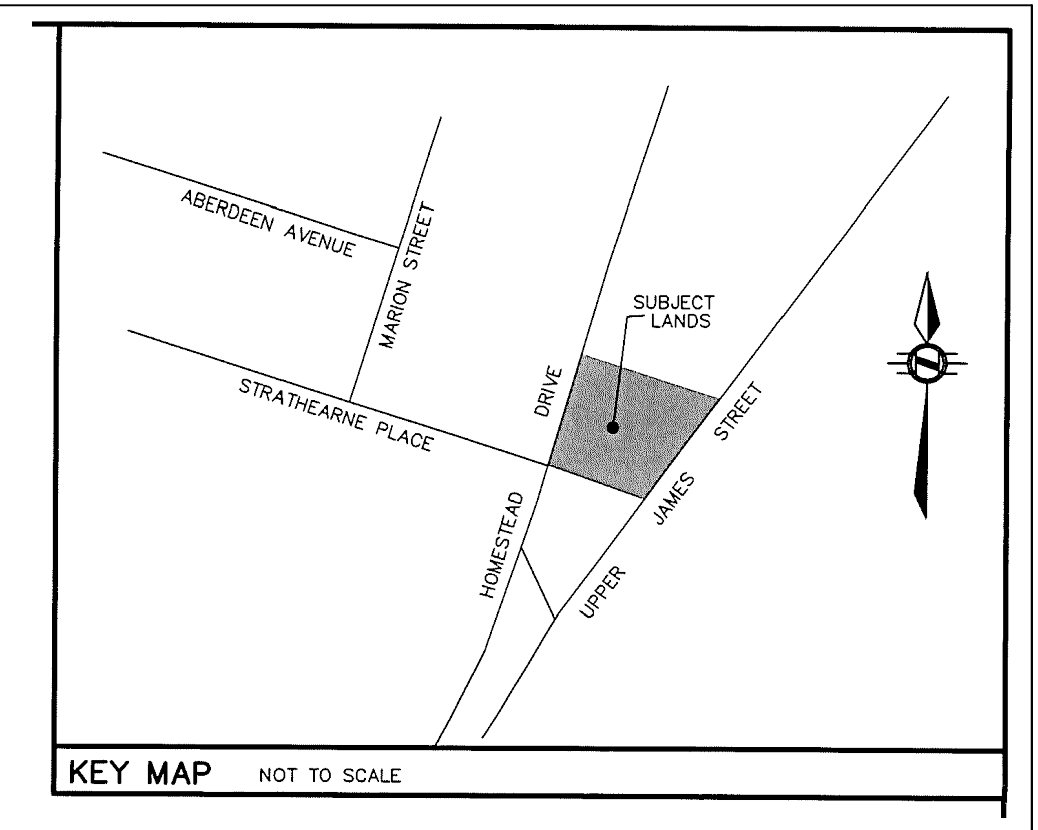 ABERDEEN AVENUE
MARION STREET
SUBJECT
LANDS
STRATHEARNE PLACE
HOMESTEAD DRIVE
UPPER JAMES STREET
N
KEY MAP NOT TO SCALE